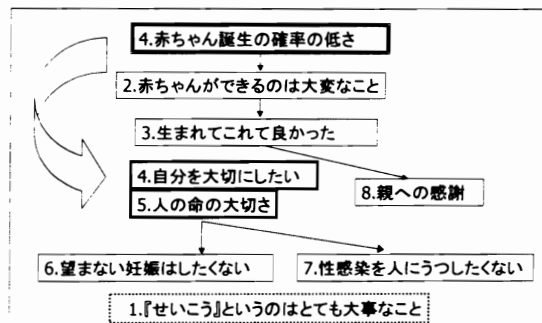 4.赤ちゃん誕生の確率の低さ
2.赤ちゃんができるのは大変なこと
3.生まれてこれて良かった
4.自分を大切にしたい
5.人の命の大切さ
8.親への感謝
6.望まない妊娠はしたくない
7.性感染を人にうつしたくない
1.『せいこう』というのはとても大事なこと